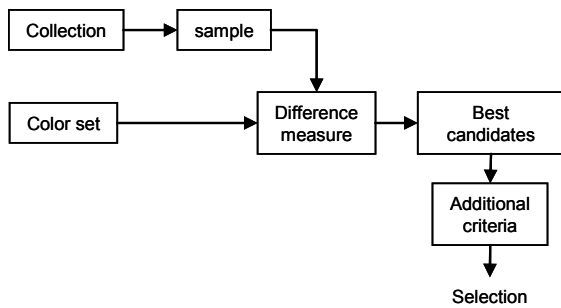 Collection
sample
Color set
Difference
measure
Best
candidates
Additional
criteria
Selection